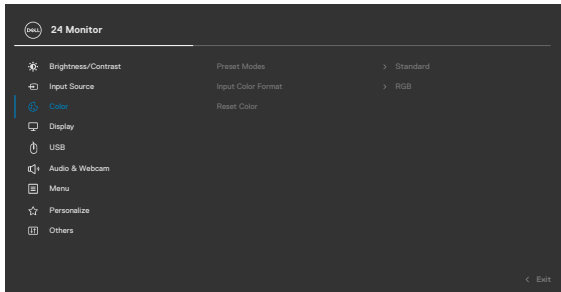 DELL 24 Monitor
Brightness/Contrast Preset Modes > Standard
Input Source Input Color Format > RGB
Color Reset Color
Display
USB
Audio & Webcam
Menu
Personalize
Others
< Exit